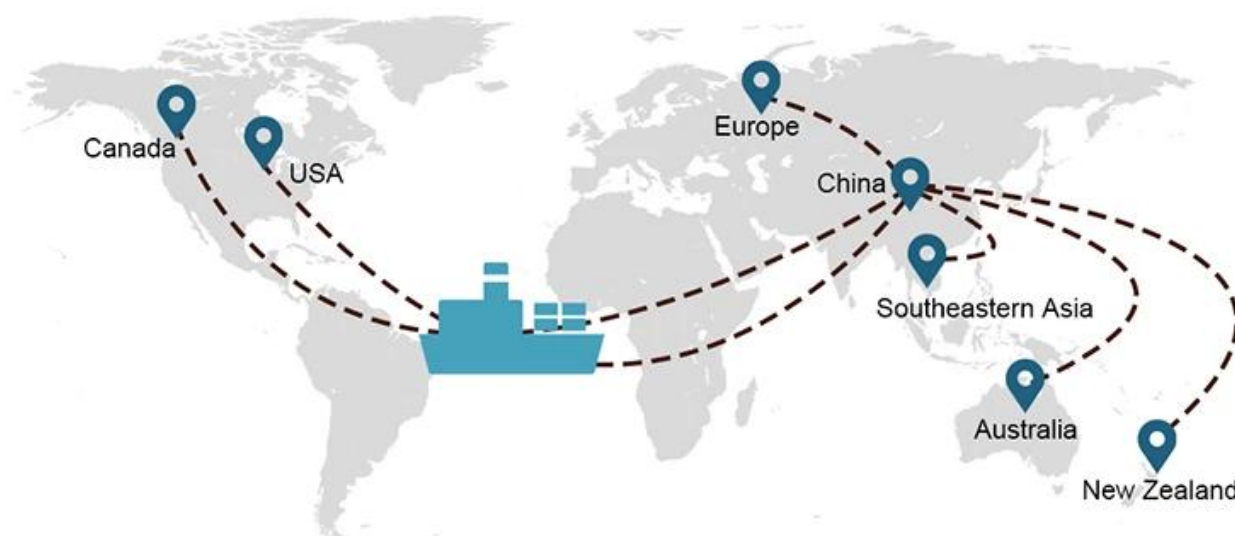 Canada
USA
Europe
China
Southeastern Asia
Australia
New Zealand